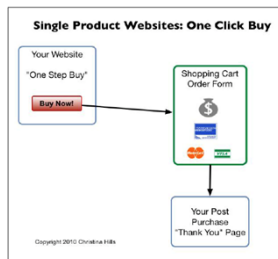 Single Product Websites: One Click Buy
Your Website
"One Step Buy"
Buy Now!
Shopping Cart
Order Form
$
Your Post
Purchase
"Thank You" Page
Copyright 2010 Christina Hills